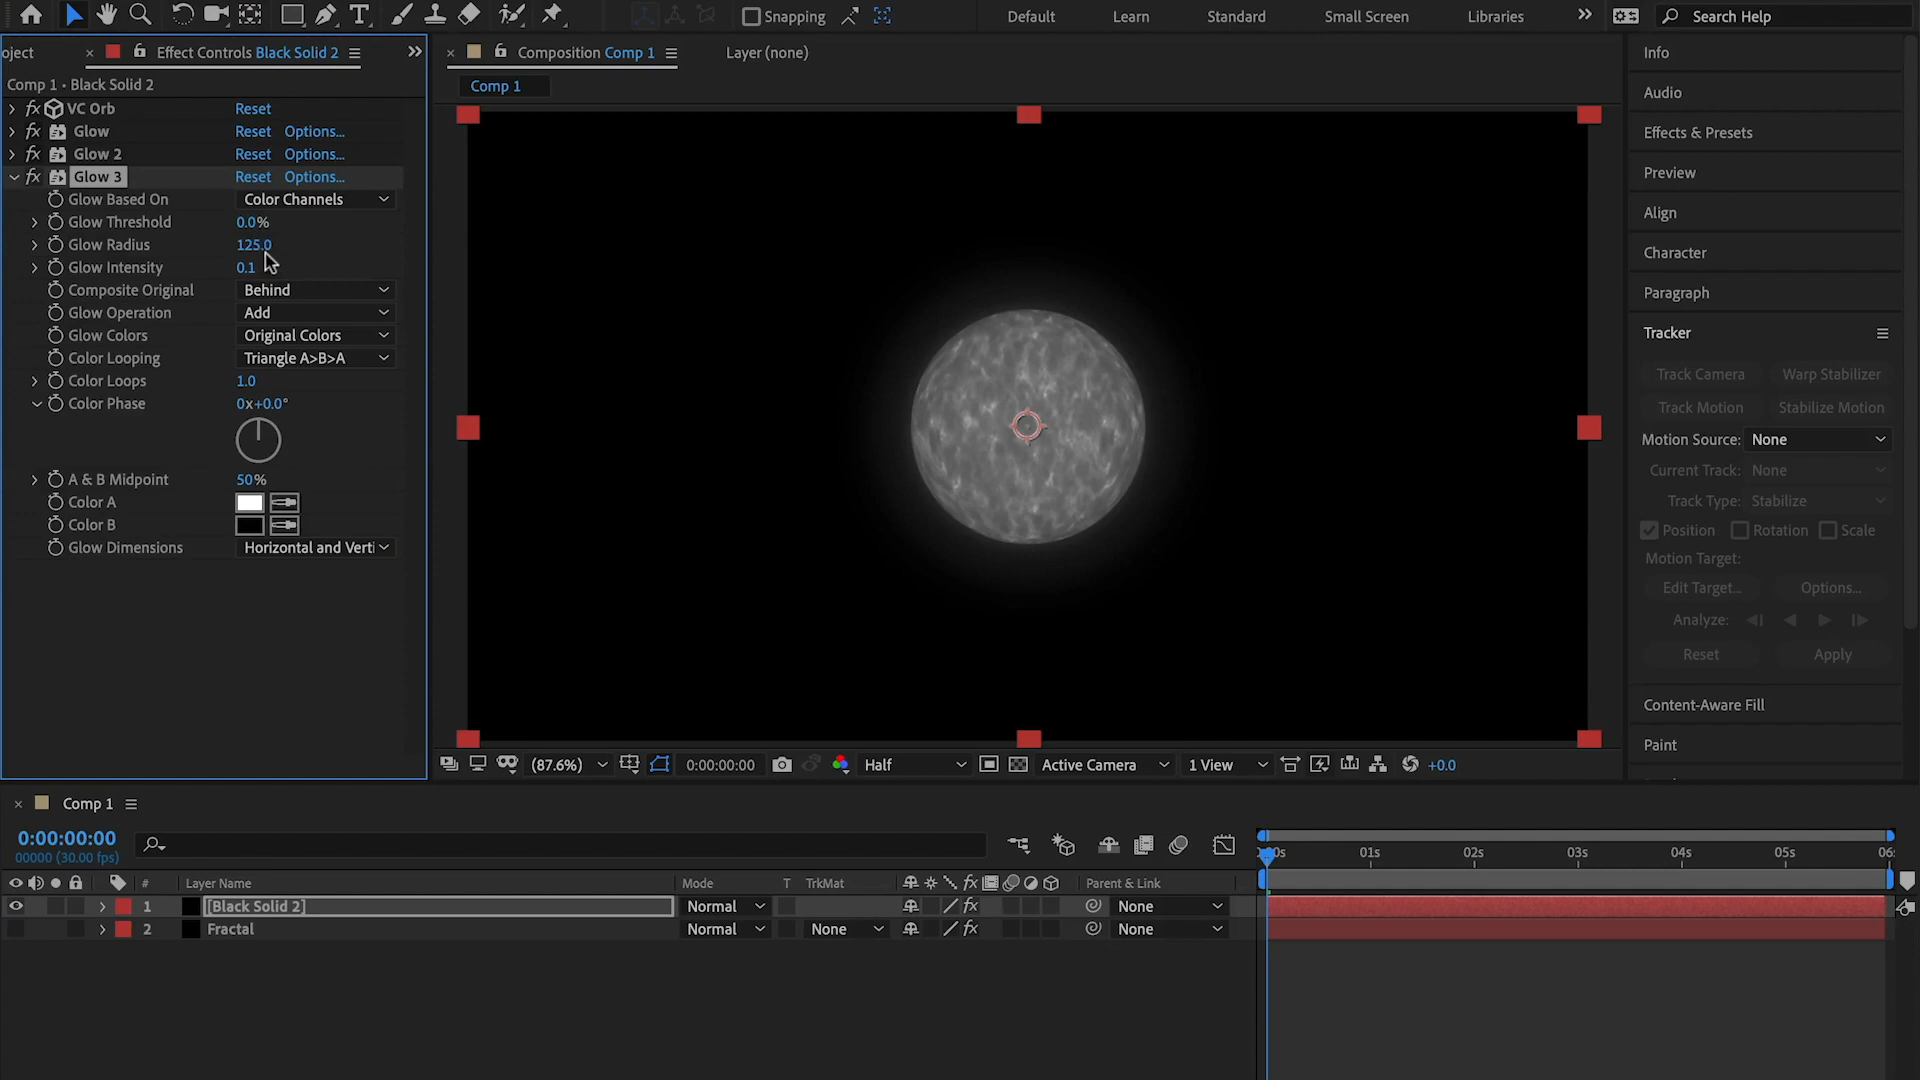 Snapping
Default
Learn
Standard
Small Screen
Libraries
Search Help
oject
Effect Controls Black Solid 2
Composition Comp 1
Layer (none)
Info
Comp 1 • Black Solid 2
Comp 1
Audio
VC Orb Reset
Glow Reset Options...
Effects & Presets
Glow 2 Reset Options...
Glow 3 Reset Options...
Preview
Glow Based On Color Channels
Align
Glow Threshold 0.0%
Glow Radius 125.0
Character
Glow Intensity 0.1
Composite Original Behind
Paragraph
Glow Operation Add
Glow Colors Original Colors
Tracker
Color Looping Triangle A>B>A
Track Camera Warp Stabilizer
Color Loops 1.0
Color Phase 0x+0.0°
Track Motion Stabilize Motion
Motion Source: None
Current Track: None
A & B Midpoint 50%
Track Type: Stabilize
Color A
Color B
Position Rotation Scale
Glow Dimensions Horizontal and Verti
Motion Target:
Edit Target... Options...
Analyze:
Reset Apply
Content-Aware Fill
Paint
(87.6%) 0:00:00:00 Half Active Camera 1 View +0.0
Comp 1
0:00:00:00
00000 (30.00 fps)
:00s 01s 02s 03s 04s 05s 06s
# Layer Name Mode T TrkMat fx Parent & Link
1 [Black Solid 2] Normal None
2 Fractal Normal None None